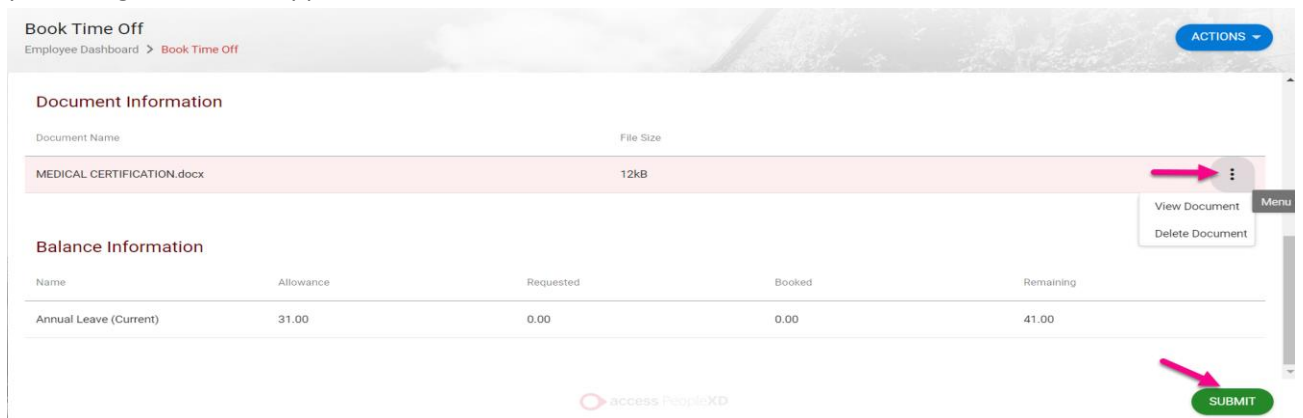 Book Time Off
ACTIONS
Employee Dashboard > Book Time Off
Document Information
Document Name File Size
MEDICAL CERTIFICATION.docx 12kB
View Document Menu
Delete Document
Balance Information
Name Allowance Requested Booked Remaining
Annual Leave (Current) 31.00 0.00 0.00 41.00
access PeopleXD
SUBMIT